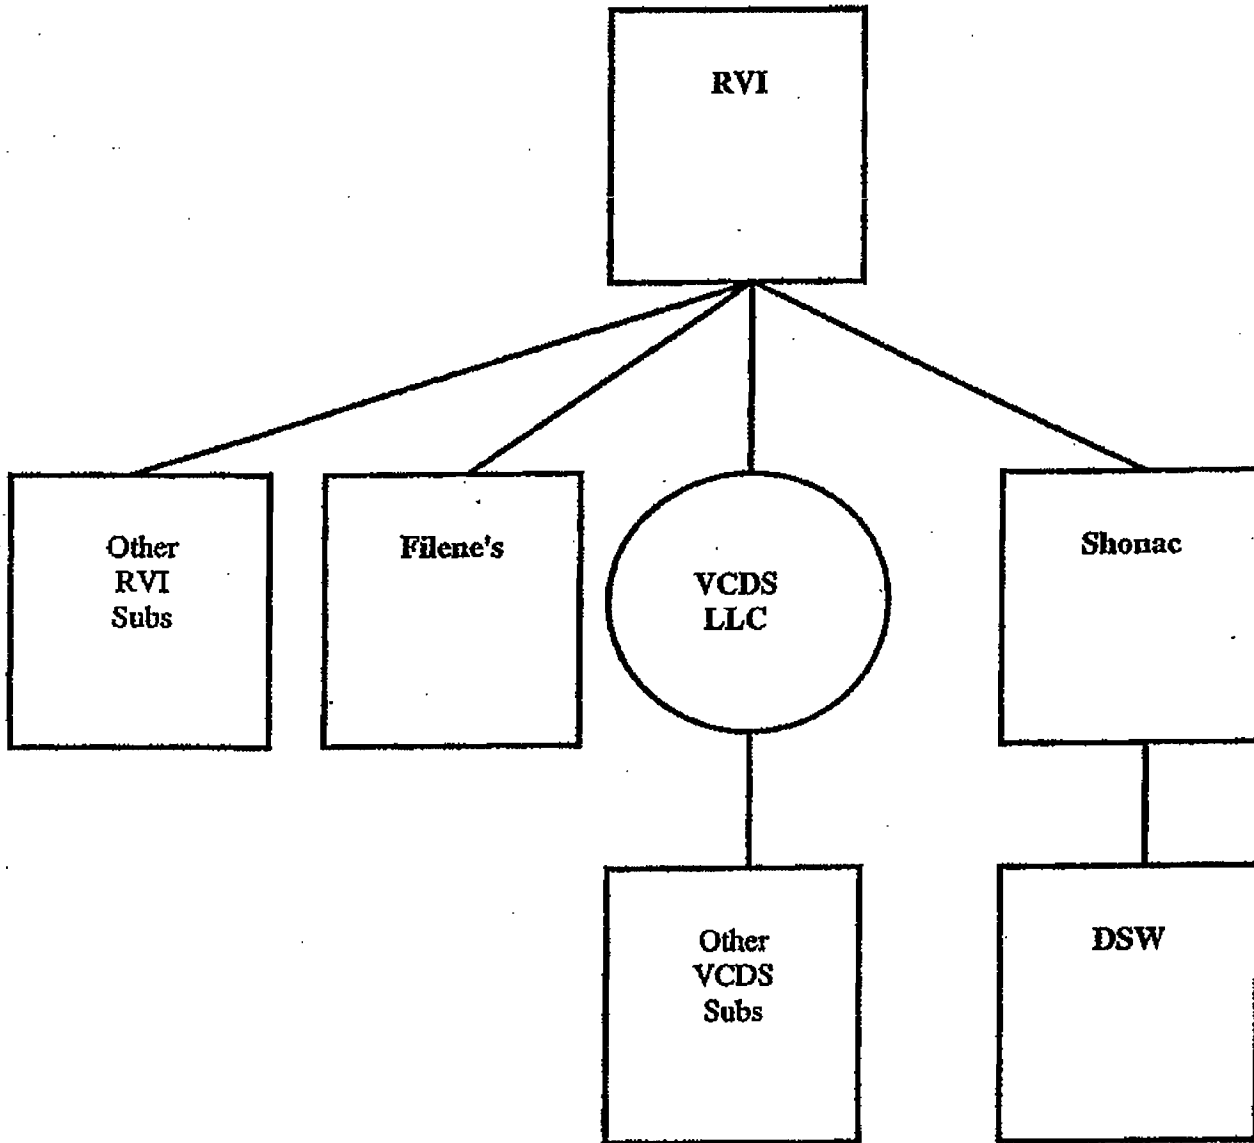 RVI
Other
RVI
Subs
Filene's
VCDS
LLC
Shonac
Other
VCDS
Subs
DSW